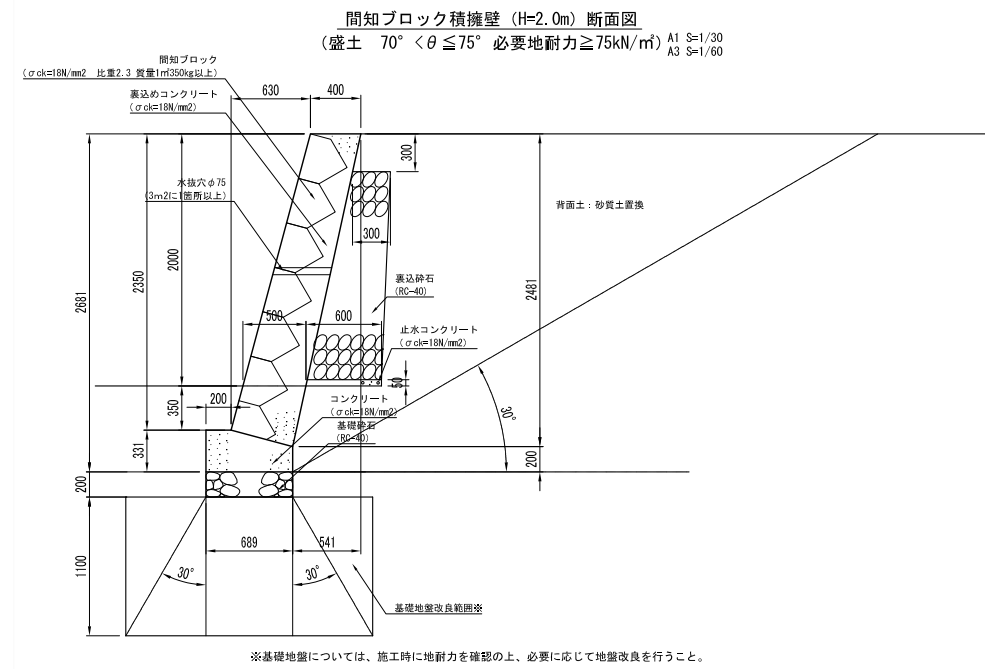 間知ブロック積擁壁 (H=2.0m) 断面図
(盛土 70° <θ≦75° 必要地耐力≧75kN/㎡)
A1 S=1/30
A3 S=1/60
間知ブロック
(σck=18N/mm2 比重2.3 質量1㎡350kg以上)
裏込めコンクリート
(σck=18N/mm2)
630
400
300
水抜穴φ75
(3m2に1箇所以上)
背面土：砂質土置換
300
2681
2350
2000
2481
裏込砕石
(RC-40)
500
600
止水コンクリート
(σck=18N/mm2)
50
350
200
コンクリート
(σck=18N/mm2)
基礎砕石
(RC-40)
30°
331
200
200
689
541
1100
30°
30°
基礎地盤改良範囲※
※基礎地盤については、施工時に地耐力を確認の上、必要に応じて地盤改良を行うこと。